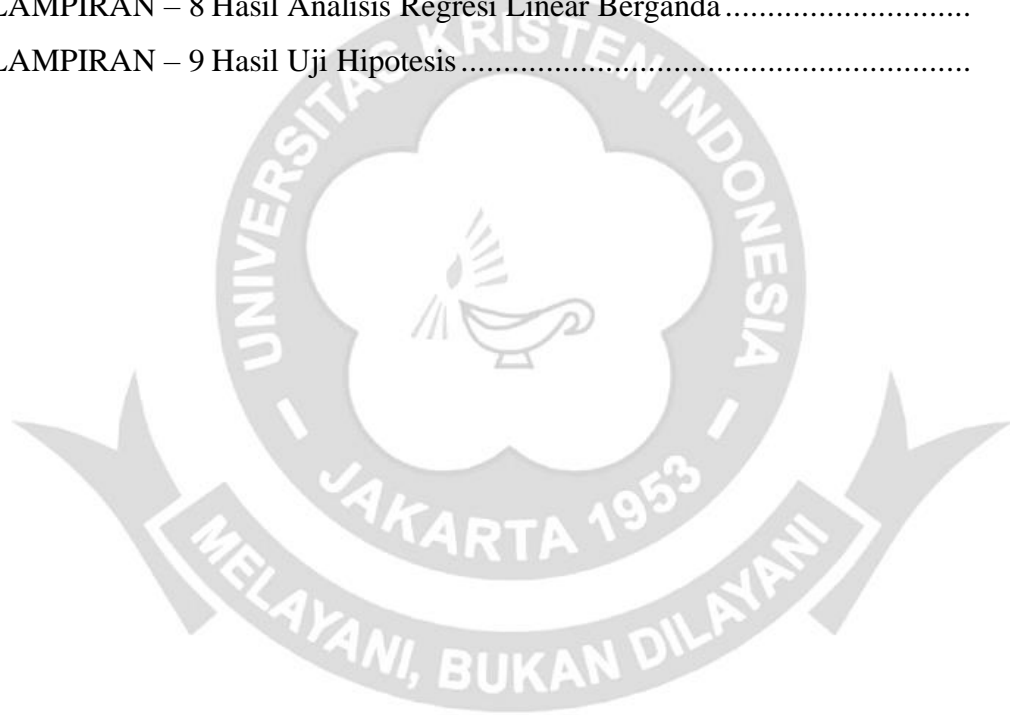 LAMPIRAN – 8 Hasil Analisis Regresi Linear Berganda............................
LAMPIRAN – 9 Hasil Uji Hipotesis..........................................................
UNIVERSITAS KRISTEN INDONESIA
– JAKARTA 1953 –
MELAYANI, BUKAN DILAYANI